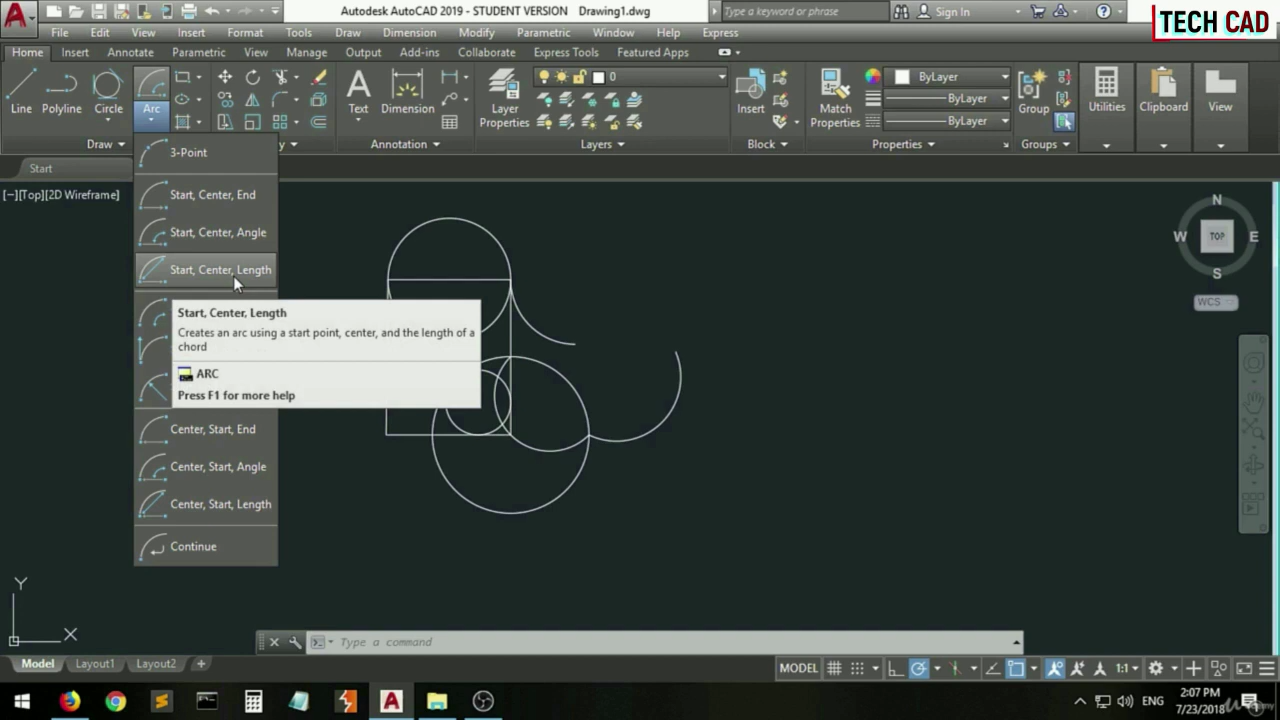 Autodesk AutoCAD 2019 - STUDENT VERSION Drawing1.dwg
Type a keyword or phrase
Sign In
TECH CAD
File Edit View Insert Format Tools Draw Dimension Modify Parametric Window Help Express
Home Insert Annotate Parametric View Manage Output Add-ins Collaborate Express Tools Featured Apps
Line Polyline Circle Arc
Text Dimension
Layer Properties
0
Insert
Match Properties
ByLayer
ByLayer
ByLayer
Group
Utilities Clipboard View
Draw
Annotation Layers Block Properties Groups
Start
[−][Top][2D Wireframe]
3-Point
Start, Center, End
Start, Center, Angle
Start, Center, Length
Start, Center, Length
Creates an arc using a start point, center, and the length of a
chord
ARC
Press F1 for more help
Center, Start, End
Center, Start, Angle
Center, Start, Length
Continue
N
W TOP E
S
WCS
Y
X
Type a command
Model Layout1 Layout2 +
MODEL
1:1
ENG
2:07 PM
7/23/2018